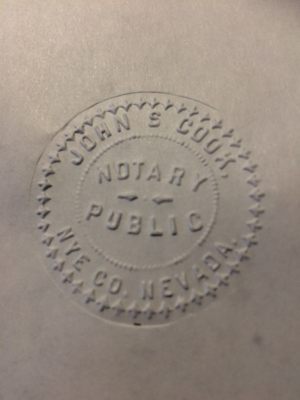 JOHN S COOK,
NOTARY
PUBLIC
NYE CO. NEVADA.